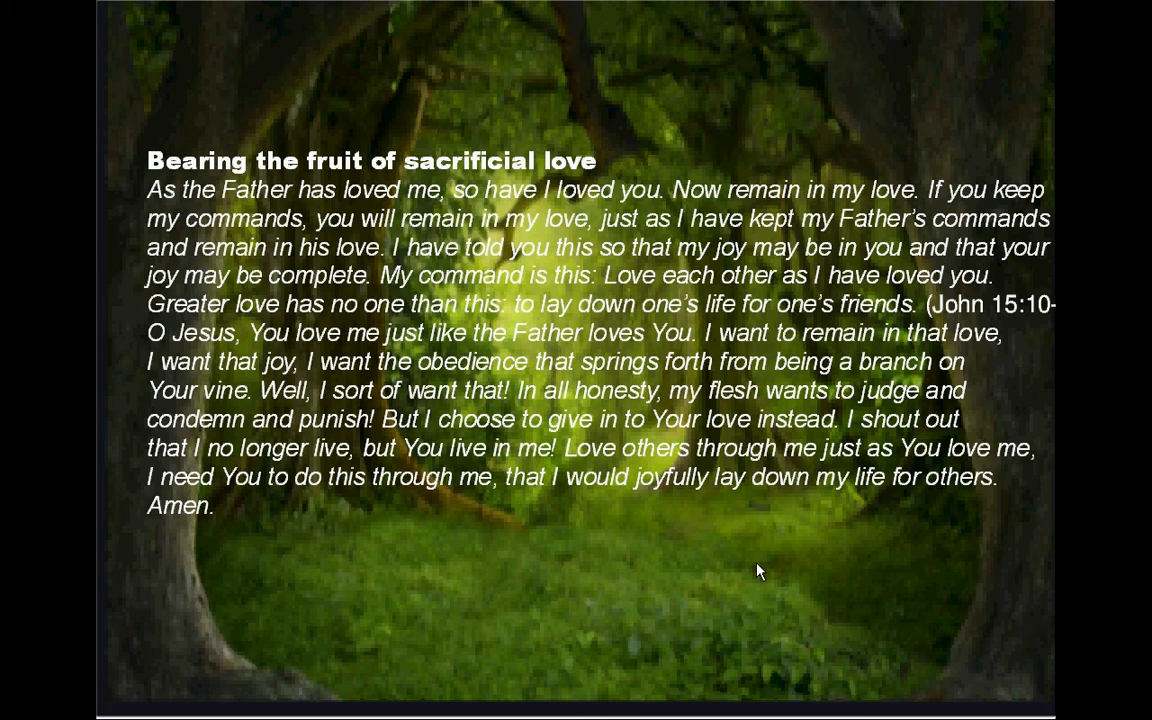 Bearing the fruit of sacrificial love
As the Father has loved me, so have I loved you. Now remain in my love. If you keep
my commands, you will remain in my love, just as I have kept my Father’s commands
and remain in his love. I have told you this so that my joy may be in you and that your
joy may be complete. My command is this: Love each other as I have loved you.
Greater love has no one than this: to lay down one’s life for one’s friends. (John 15:10-
O Jesus, You love me just like the Father loves You. I want to remain in that love,
I want that joy, I want the obedience that springs forth from being a branch on
Your vine. Well, I sort of want that! In all honesty, my flesh wants to judge and
condemn and punish! But I choose to give in to Your love instead. I shout out
that I no longer live, but You live in me! Love others through me just as You love me,
I need You to do this through me, that I would joyfully lay down my life for others.
Amen.